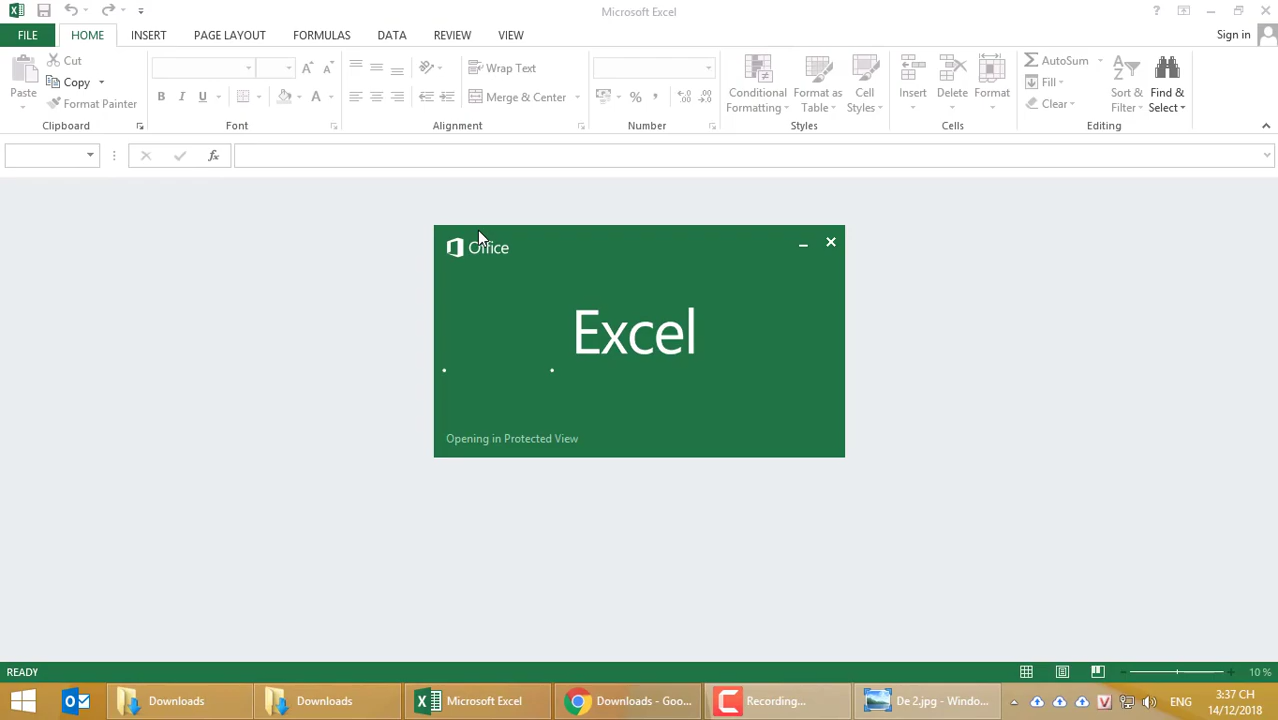 Microsoft Excel
FILE HOME INSERT PAGE LAYOUT FORMULAS DATA REVIEW VIEW Sign in
Paste
Cut
Copy
Format Painter
Clipboard
B I U A
Font
Wrap Text
Merge & Center
Alignment
%
Number
Conditional
Formatting
Format as
Table
Cell
Styles
Styles
Insert
Delete
Format
Cells
AutoSum
Fill
Clear
Sort &
Filter
Find &
Select
Editing
fx
Office
Excel
Opening in Protected View
READY
10 %
Downloads
Downloads
Microsoft Excel
Downloads - Goo...
Recording...
De 2.jpg - Windo...
ENG
3:37 CH
14/12/2018